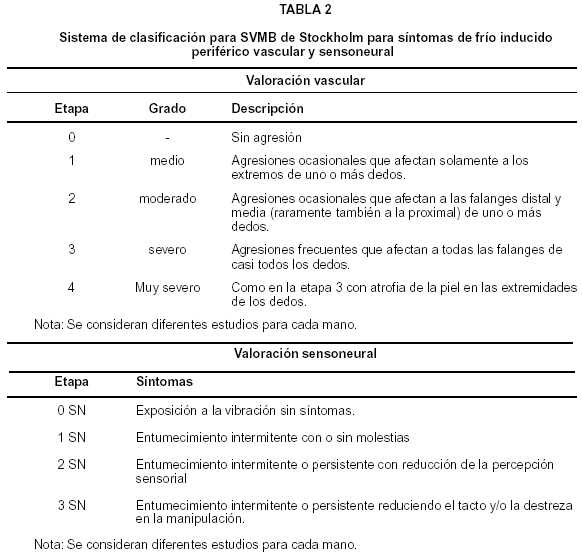 TABLA 2
Sistema de clasificación para SVMB de Stockholm para síntomas de frío inducido
periférico vascular y sensoneural
Valoración vascular
Etapa Grado Descripción
0 - Sin agresión
1 medio Agresiones ocasionales que afectan solamente a los
extremos de uno o más dedos.
2 moderado Agresiones ocasionales que afectan a las falanges distal y
media (raramente también a la proximal) de uno o más
dedos.
3 severo Agresiones frecuentes que afectan a todas las falanges de
casi todos los dedos.
4 Muy severo Como en la etapa 3 con atrofia de la piel en las extremidades
de los dedos.
Nota: Se consideran diferentes estudios para cada mano.
Valoración sensoneural
Etapa Síntomas
0 SN Exposición a la vibración sin síntomas.
1 SN Entumecimiento intermitente con o sin molestias
2 SN Entumecimiento intermitente o persistente con reducción de la percepción
sensorial
3 SN Entumecimiento intermitente o persistente reduciendo el tacto y/o la destreza
en la manipulación.
Nota: Se consideran diferentes estudios para cada mano.